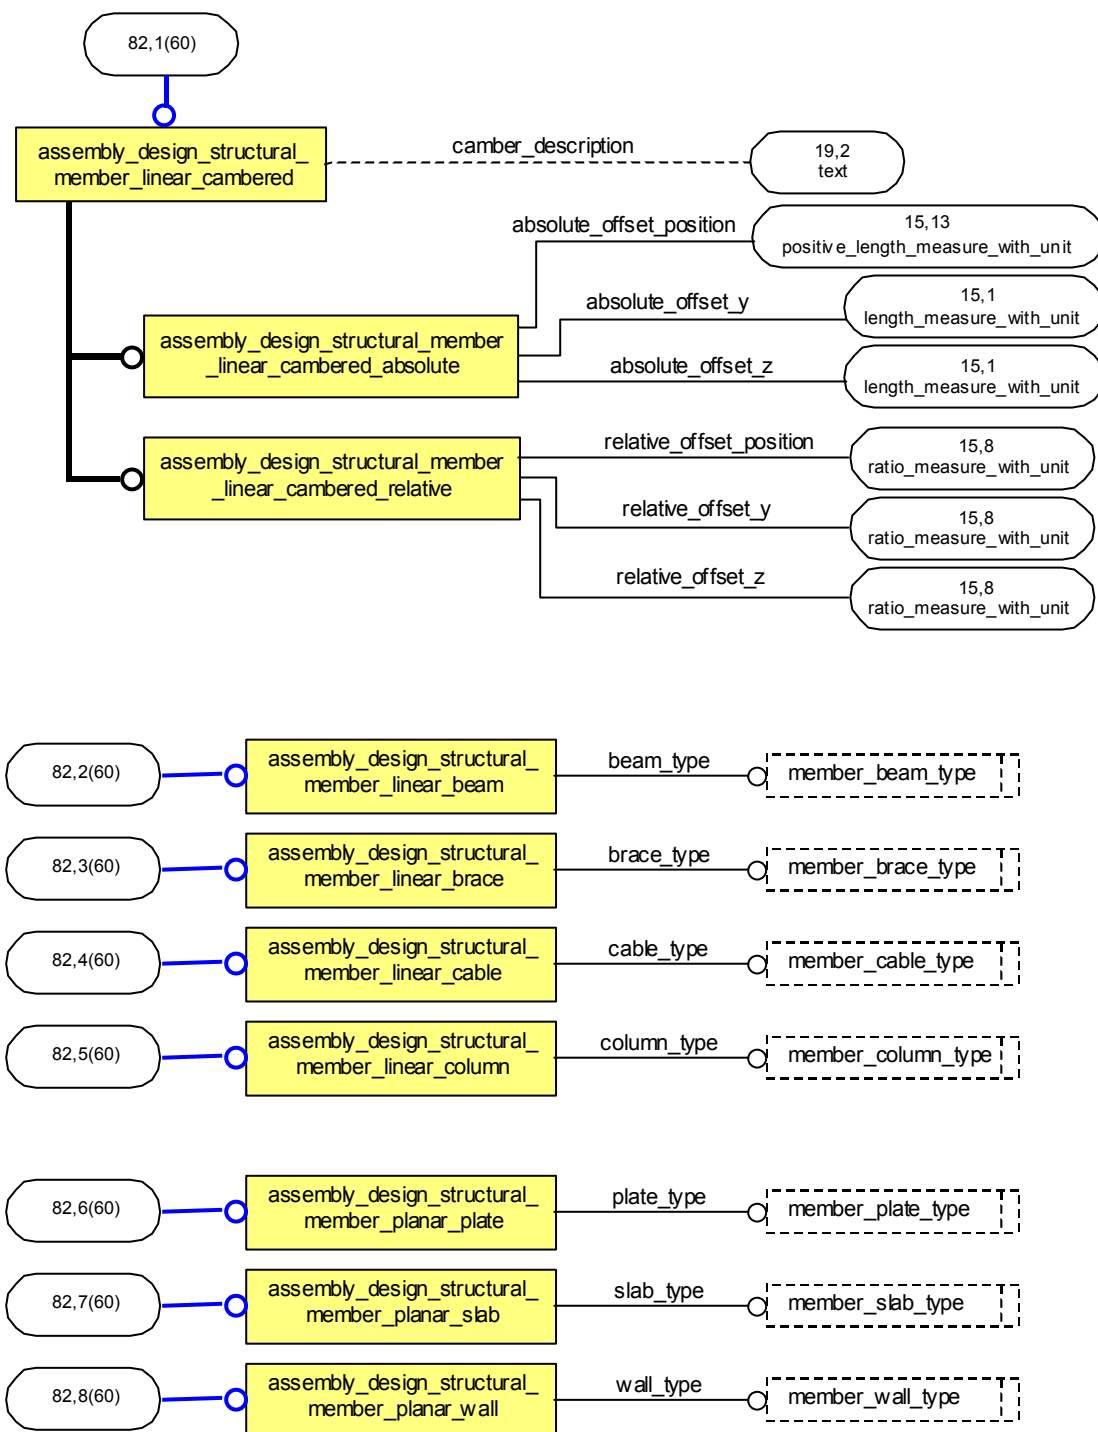 82,1(60)
assembly_design_structural_
member_linear_cambered
camber_description
19,2
text
absolute_offset_position
15,13
positive_length_measure_with_unit
absolute_offset_y
15,1
length_measure_with_unit
assembly_design_structural_member
_linear_cambered_absolute
absolute_offset_z
15,1
length_measure_with_unit
relative_offset_position
15,8
ratio_measure_with_unit
assembly_design_structural_member
_linear_cambered_relative
relative_offset_y
15,8
ratio_measure_with_unit
relative_offset_z
15,8
ratio_measure_with_unit
82,2(60)
assembly_design_structural_
member_linear_beam
beam_type
member_beam_type
82,3(60)
assembly_design_structural_
member_linear_brace
brace_type
member_brace_type
82,4(60)
assembly_design_structural_
member_linear_cable
cable_type
member_cable_type
82,5(60)
assembly_design_structural_
member_linear_column
column_type
member_column_type
82,6(60)
assembly_design_structural_
member_planar_plate
plate_type
member_plate_type
82,7(60)
assembly_design_structural_
member_planar_slab
slab_type
member_slab_type
82,8(60)
assembly_design_structural_
member_planar_wall
wall_type
member_wall_type